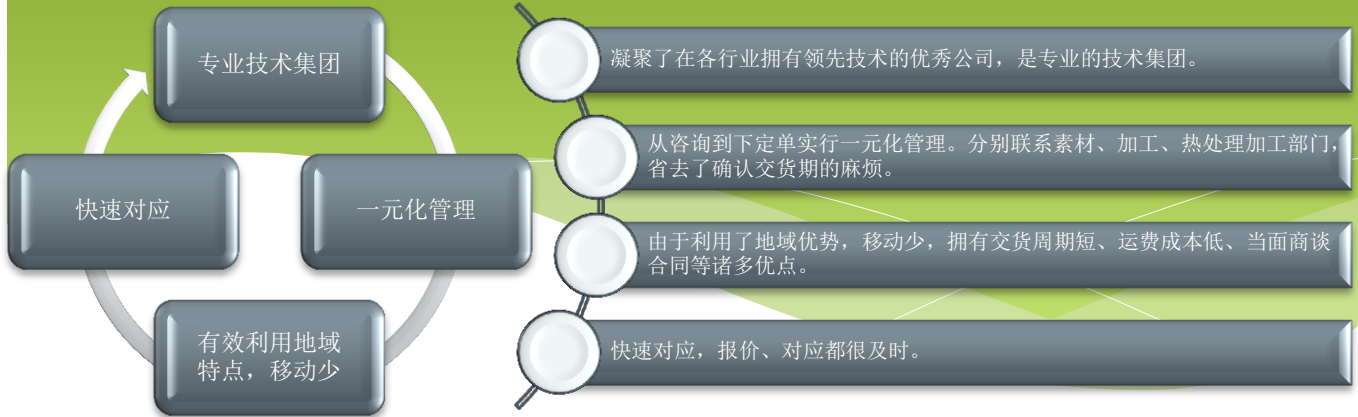 专业技术集团
一元化管理
有效利用地域
特点，移动少
快速对应
凝聚了在各行业拥有领先技术的优秀公司，是专业的技术集团。
从咨询到下定单实行一元化管理。分别联系素材、加工、热处理加工部门，
省去了确认交货期的麻烦。
由于利用了地域优势，移动少，拥有交货周期短、运费成本低、当面商谈
合同等诸多优点。
快速对应，报价、对应都很及时。